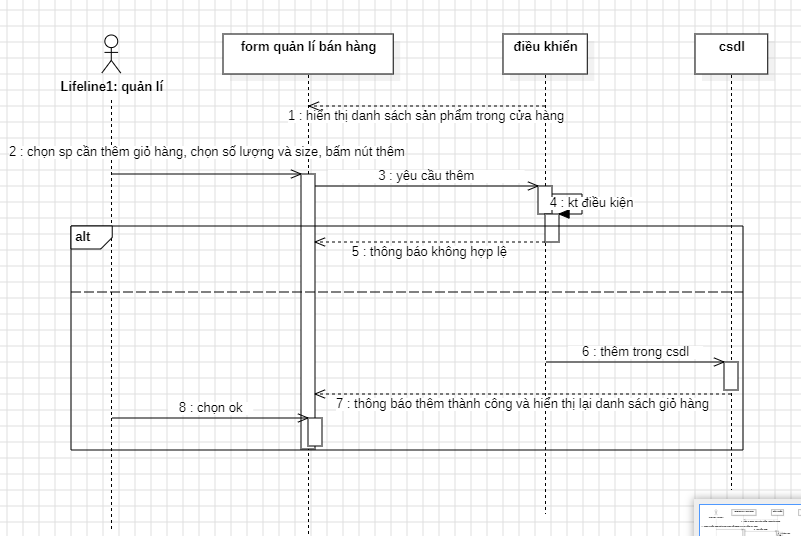 form quản lí bán hàng
điều khiển
csdl
Lifeline1: quản lí
1 : hiển thị danh sách sản phẩm trong cửa hàng
2 : chọn sp cần thêm giỏ hàng, chọn số lượng và size, bấm nút thêm
3 : yêu cầu thêm
4 : kt điều kiện
alt
5 : thông báo không hợp lệ
6 : thêm trong csdl
7 : thông báo thêm thành công và hiển thị lại danh sách giỏ hàng
8 : chọn ok